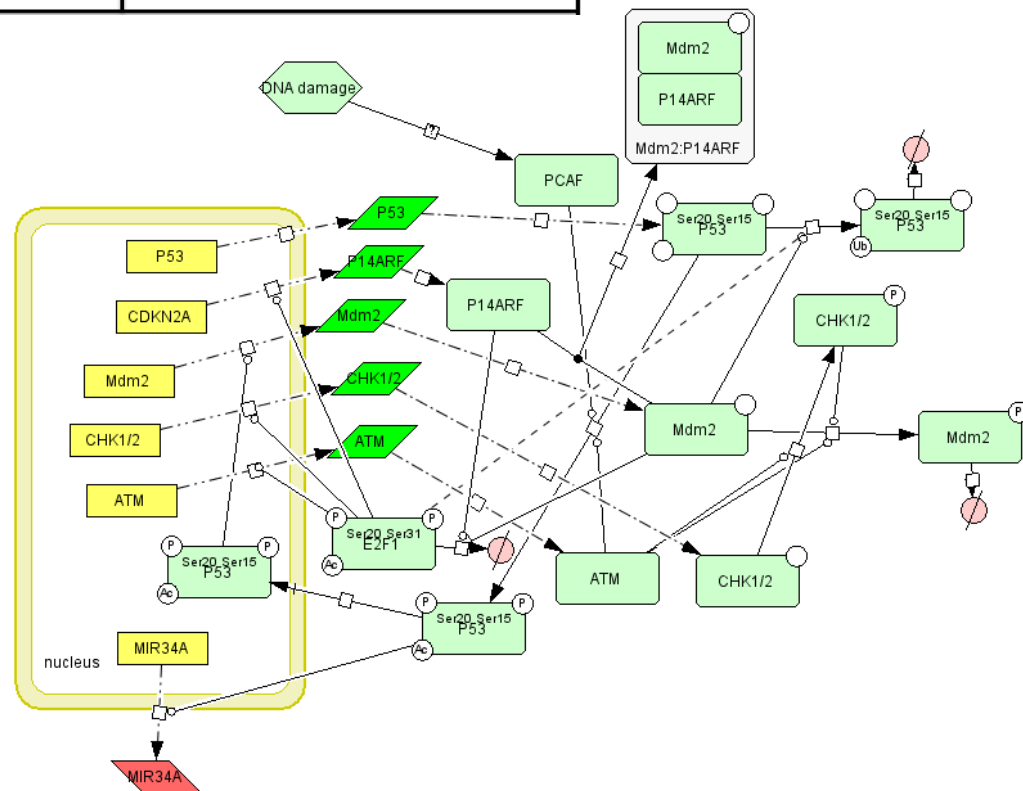 Mdm2
P14ARF
Mdm2:P14ARF
DNA damage
?
PCAF
P53
P53
P14ARF
CDKN2A
Mdm2
Mdm2
CHK1/2
CHK1/2
ATM
ATM
Ser20 Ser15
P53
Ser20 Ser15
P53
Ub
P14ARF
CHK1/2
P
Mdm2
Mdm2
P
P
P
Ser20 Ser31
E2F1
Ac
P
P
Ser20 Ser15
P53
Ac
ATM
CHK1/2
P
P
Ser20 Ser15
P53
Ac
MIR34A
nucleus
MIR34A